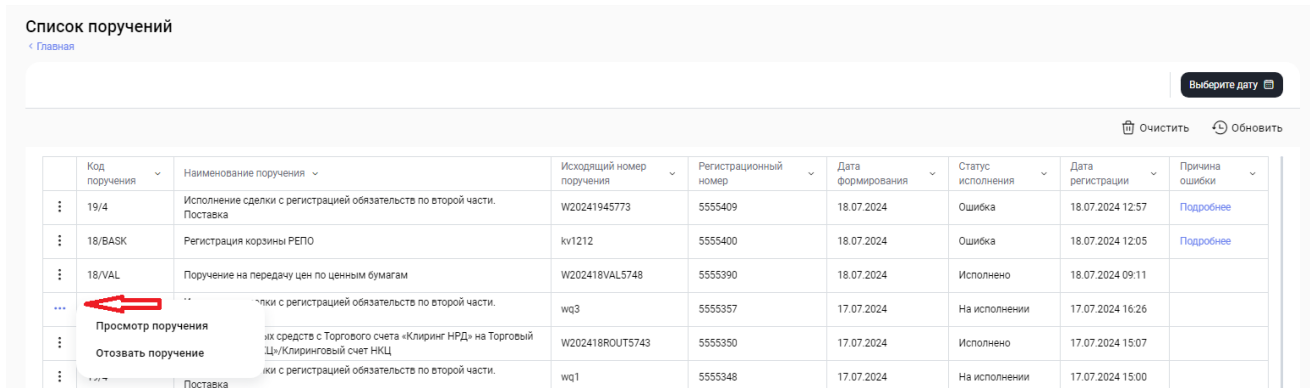 Список поручений
< Главная
Выберите дату
Очистить Обновить
Код поручения Наименование поручения Исходящий номер поручения Регистрационный номер Дата формирования Статус исполнения Дата регистрации Причина ошибки
19/4 Исполнение сделки с регистрацией обязательств по второй части. Поставка W20241945773 5555409 18.07.2024 Ошибка 18.07.2024 12:57 Подробнее
18/BASK Регистрация корзины РЕПО kv1212 5555400 18.07.2024 Ошибка 18.07.2024 12:05 Подробнее
18/VAL Поручение на передачу цен по ценным бумагам W202418VAL5748 5555390 18.07.2024 Исполнено 18.07.2024 09:11
с регистрацией обязательств по второй части. wq3 5555357 17.07.2024 На исполнении 17.07.2024 16:26
Просмотр поручения
Отозвать поручение
средств с Торгового счета «Клиринг НРД» на Торговый
/Клиринговый счет НКЦ W202418ROUT5743 5555350 17.07.2024 Исполнено 17.07.2024 15:07
с регистрацией обязательств по второй части.
Поставка wq1 5555348 17.07.2024 На исполнении 17.07.2024 15:00